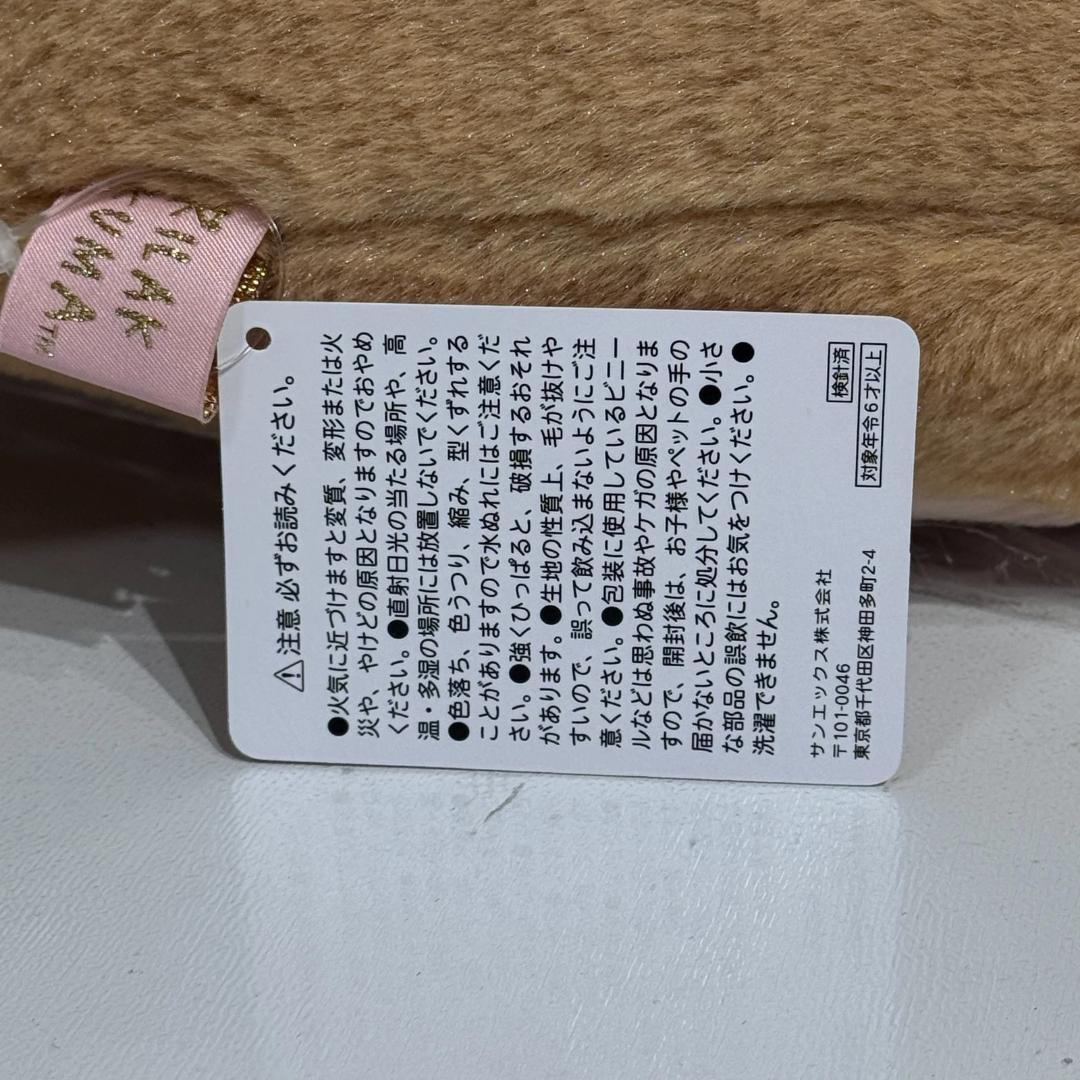 RILAK
KUMA™
⚠注意 必ずお読みください。
●火気に近づけますと変質、変形または火
災や、やけどの原因となりますのでおやめ
ください。●直射日光の当たる場所や、高
温・多湿の場所には放置しないでください。
●色落ち、色うつり、縮み、型くずれする
ことがありますので水ぬれにはご注意くだ
さい。●強くひっぱると、破損するおそれ
があります。●生地の性質上、毛が抜けや
すいので、誤って飲み込まないようにご注
意ください。●包装に使用しているビニー
ルなどは思わぬ事故やケガの原因となりま
すので、開封後は、お子様やペットの手の
届かないところに処分してください。●小さ
な部品の誤飲にはお気をつけください。●
洗濯できません。
検針済
対象年令6才以上
サンエックス株式会社
〒101-0046
東京都千代田区神田多町2-4